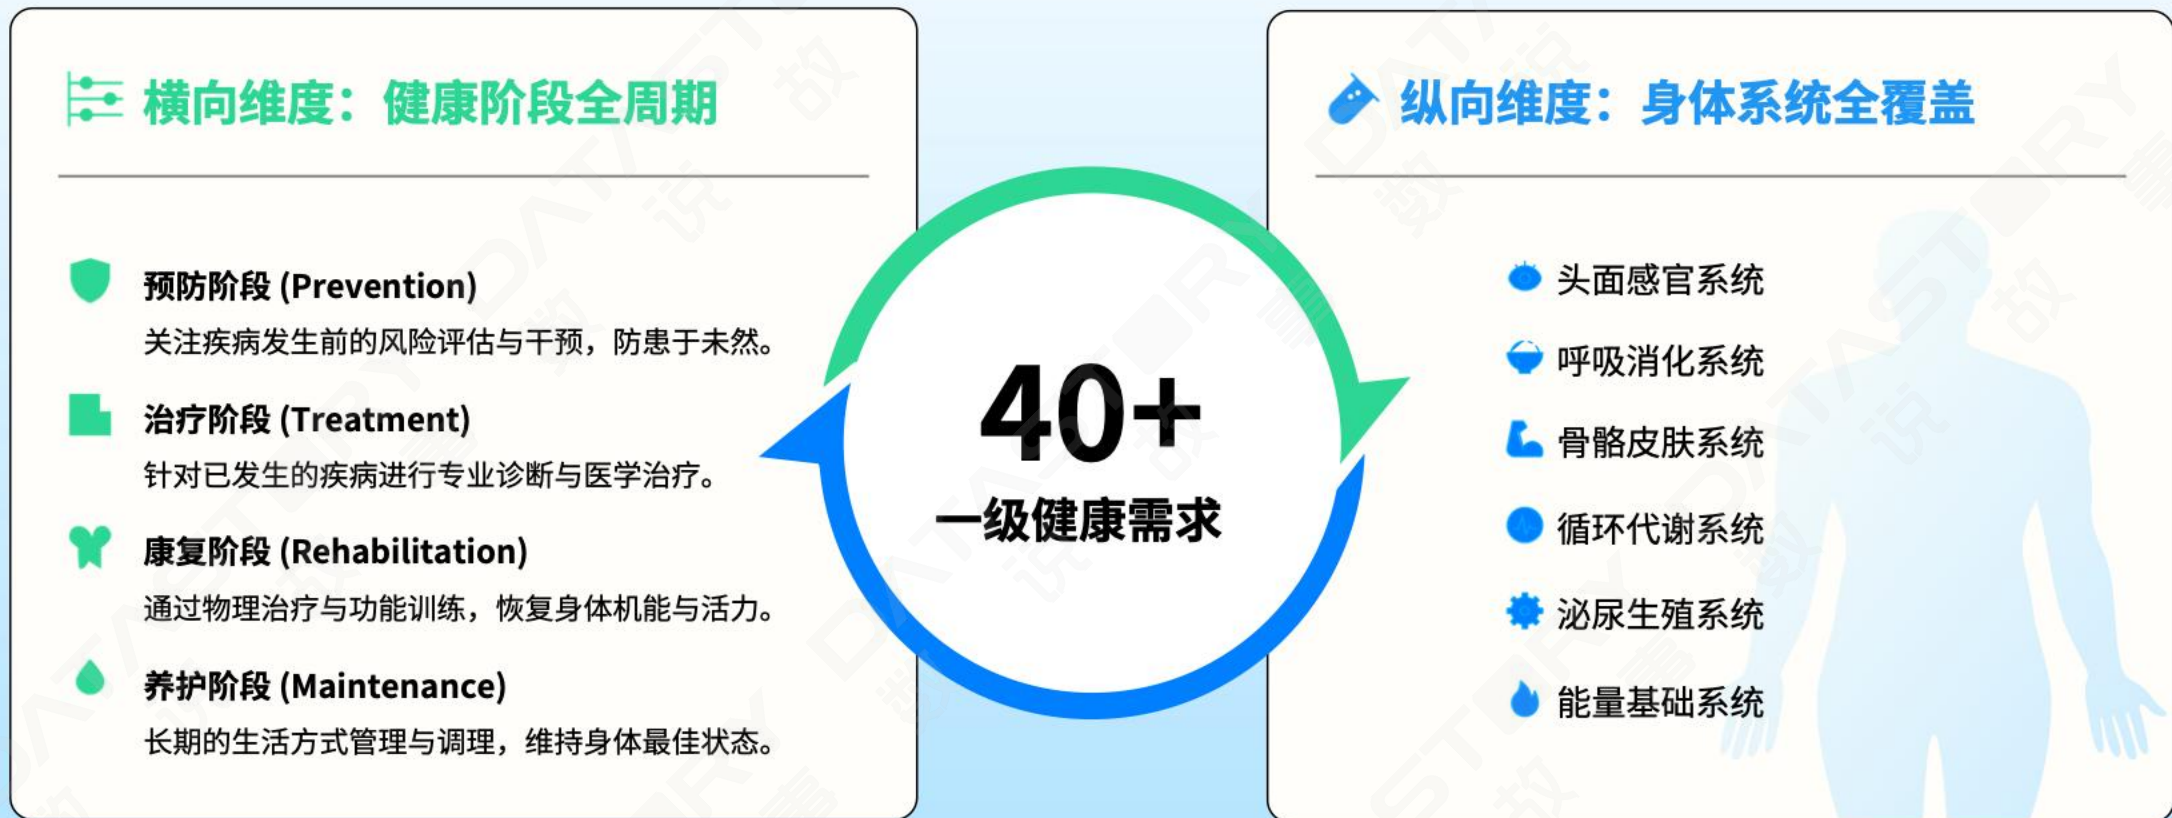 横向维度：健康阶段全周期
预防阶段 (Prevention)
关注疾病发生前的风险评估与干预，防患于未然。
治疗阶段 (Treatment)
针对已发生的疾病进行专业诊断与医学治疗。
康复阶段 (Rehabilitation)
通过物理治疗与功能训练，恢复身体机能与活力。
养护阶段 (Maintenance)
长期的生活方式管理与调理，维持身体最佳状态。
40+
一级健康需求
纵向维度：身体系统全覆盖
头面感官系统
呼吸消化系统
骨骼皮肤系统
循环代谢系统
泌尿生殖系统
能量基础系统
DATASTORY
数说故事